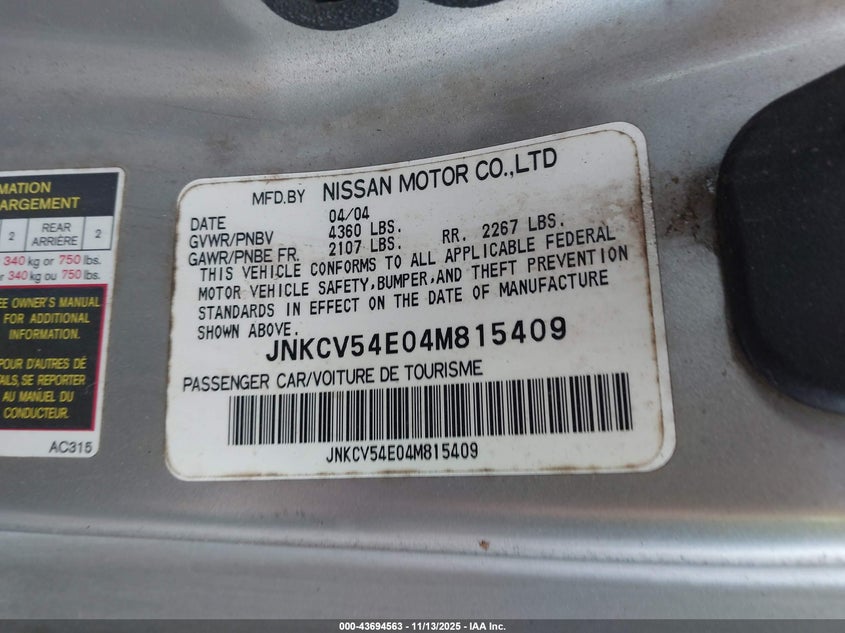 MATION
ARGEMENT
2 REAR ARRIÈRE 2
340 kg or 750 lbs.
r 340 kg ou 750 lbs.
EE OWNER'S MANUAL
FOR ADDITIONAL
INFORMATION.
POUR D'AUTRES DÉ
TAILS, SE REPORTER
AU MANUEL DU
CONDUCTEUR.
AC315
MFD.BY NISSAN MOTOR CO.,LTD
DATE 04/04
GVWR/PNBV 4360 LBS.
GAWR/PNBE FR. 2107 LBS. RR. 2267 LBS.
THIS VEHICLE CONFORMS TO ALL APPLICABLE FEDERAL
MOTOR VEHICLE SAFETY,BUMPER,AND THEFT PREVENTION
STANDARDS IN EFFECT ON THE DATE OF MANUFACTURE
SHOWN ABOVE.
JNKCV54E04M815409
PASSENGER CAR/VOITURE DE TOURISME
JNKCV54E04M815409
000-43694563 | 11/13/2025 - IAA Inc.